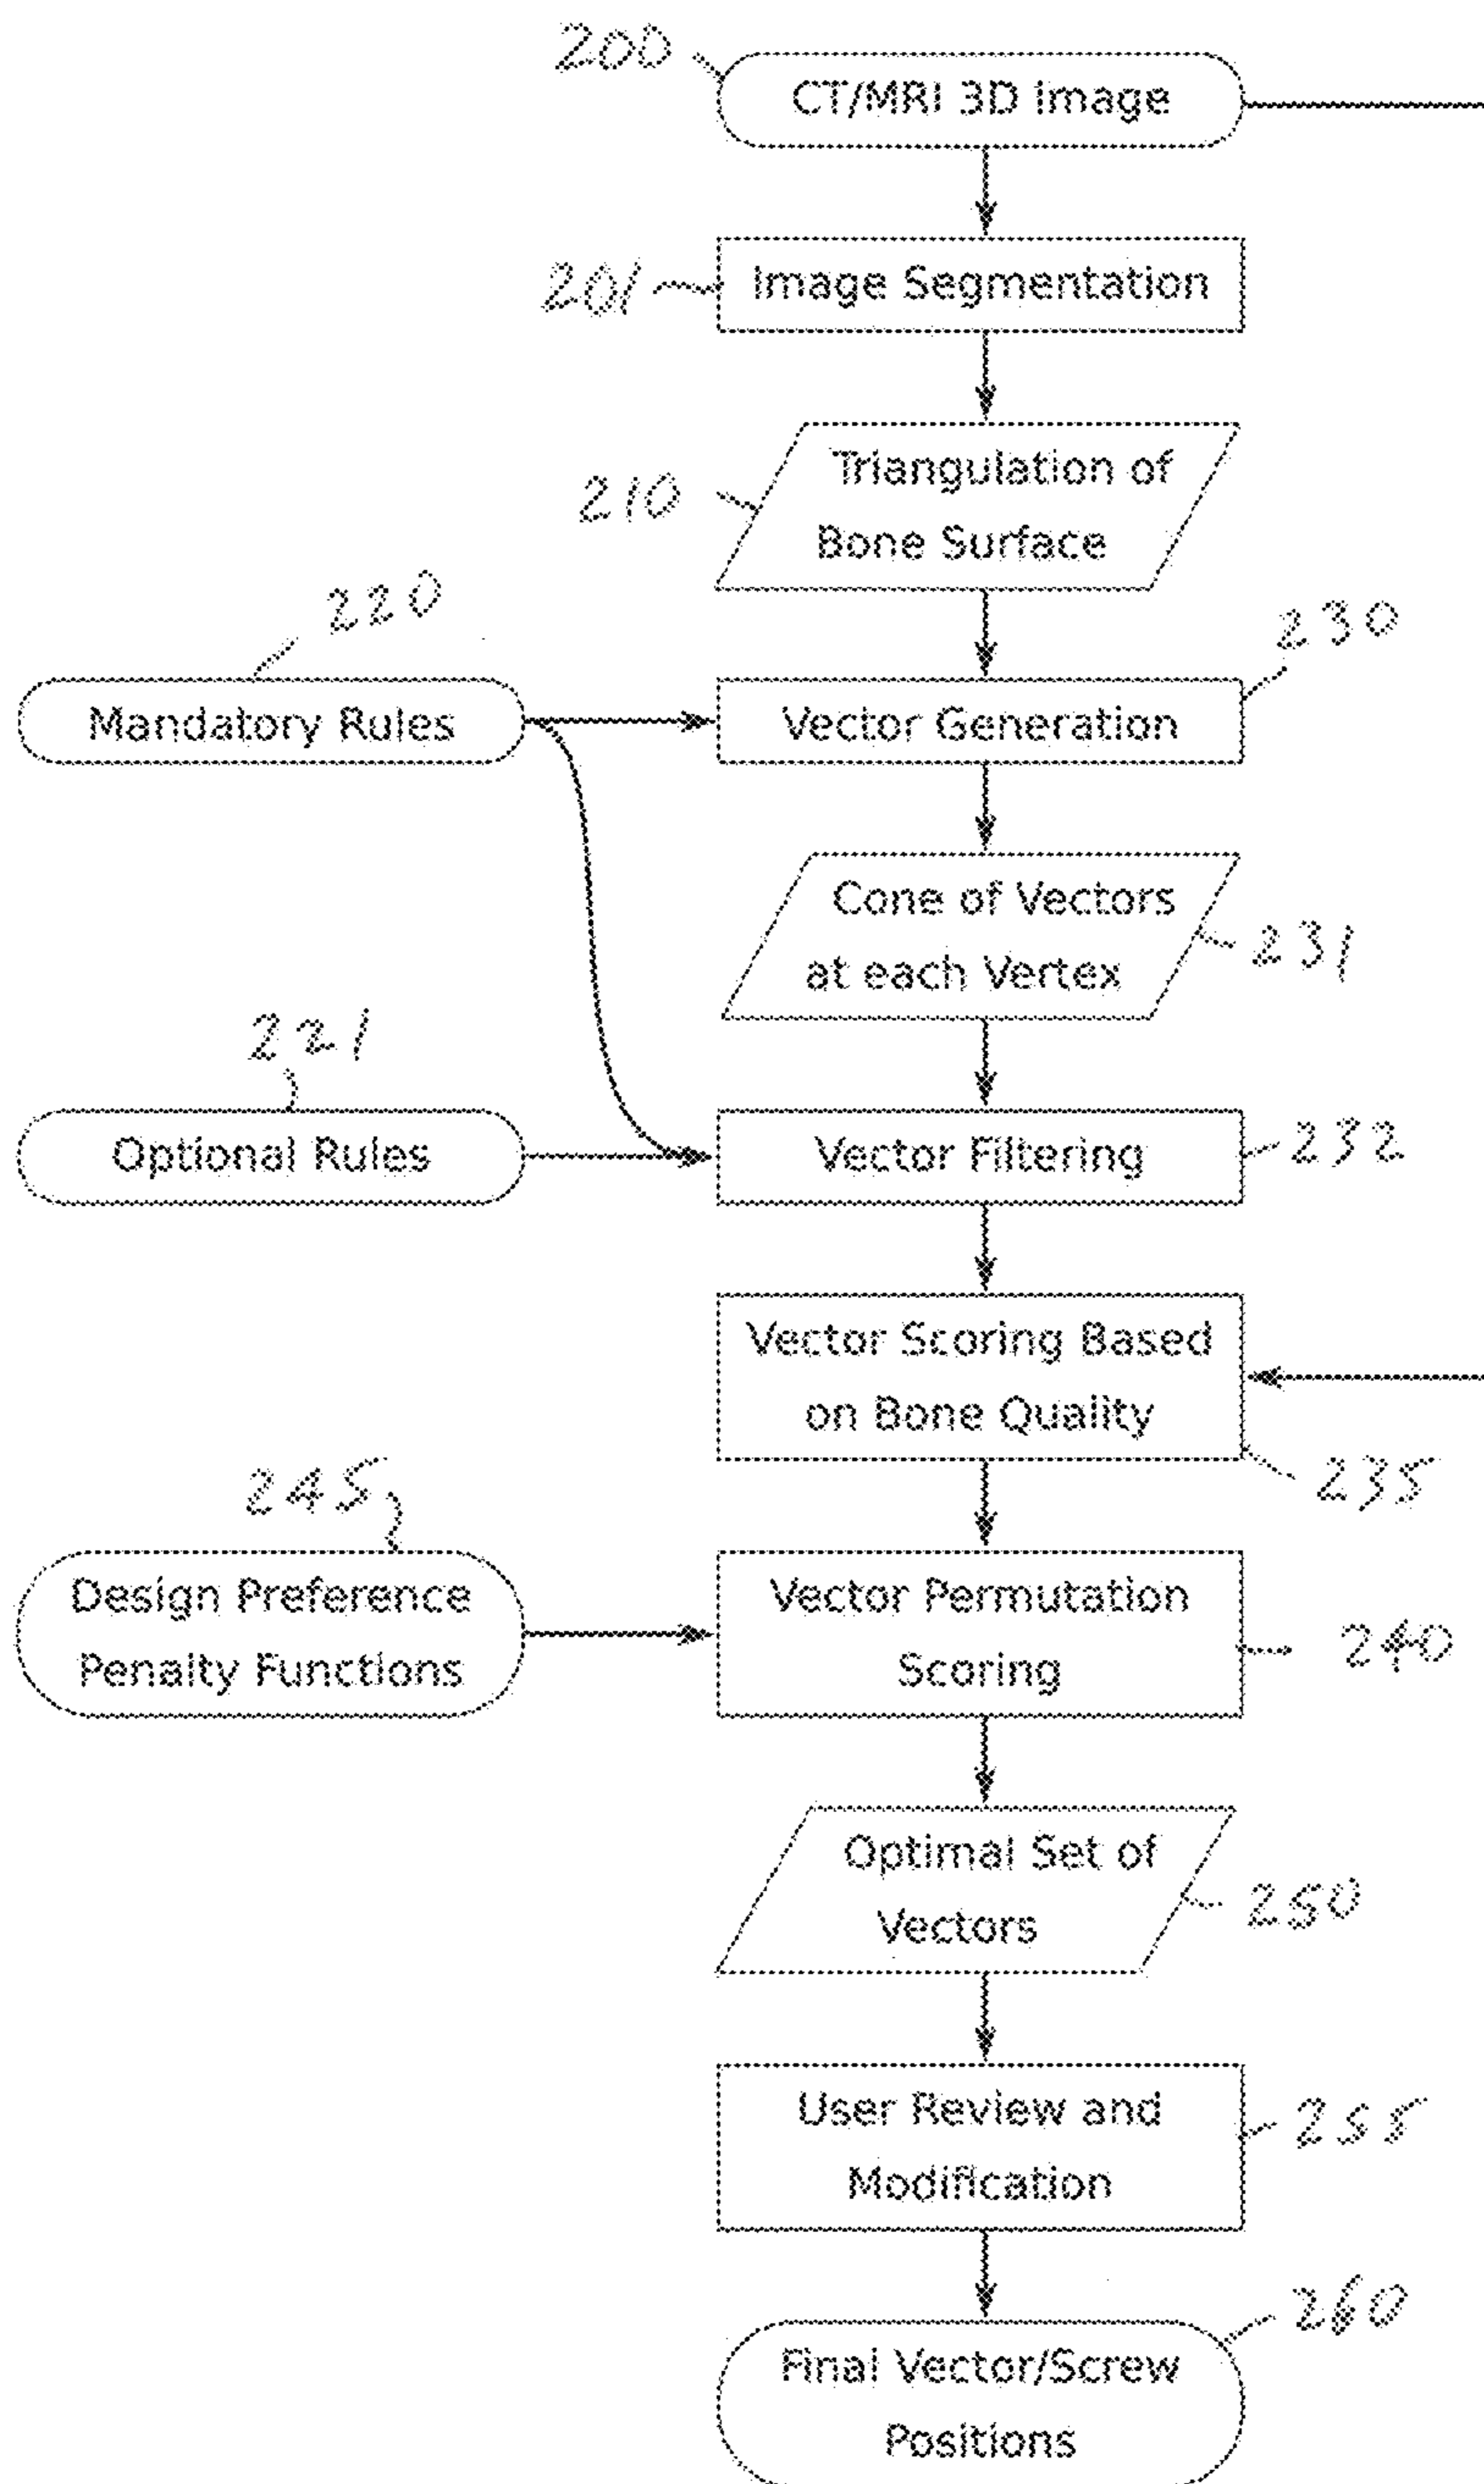 200
CT/MRI 3D Image
201
Image Segmentation
210
Triangulation of
Bone Surface
220
Mandatory Rules
230
Vector Generation
Cone of Vectors
at each Vertex
231
221
Optional Rules
Vector Filtering
232
Vector Scoring Based
on Bone Quality
235
245
Design Preference
Penalty Functions
Vector Permutation
Scoring
240
Optimal Set of
Vectors
250
User Review and
Modification
255
260
Final Vector/Screw
Positions